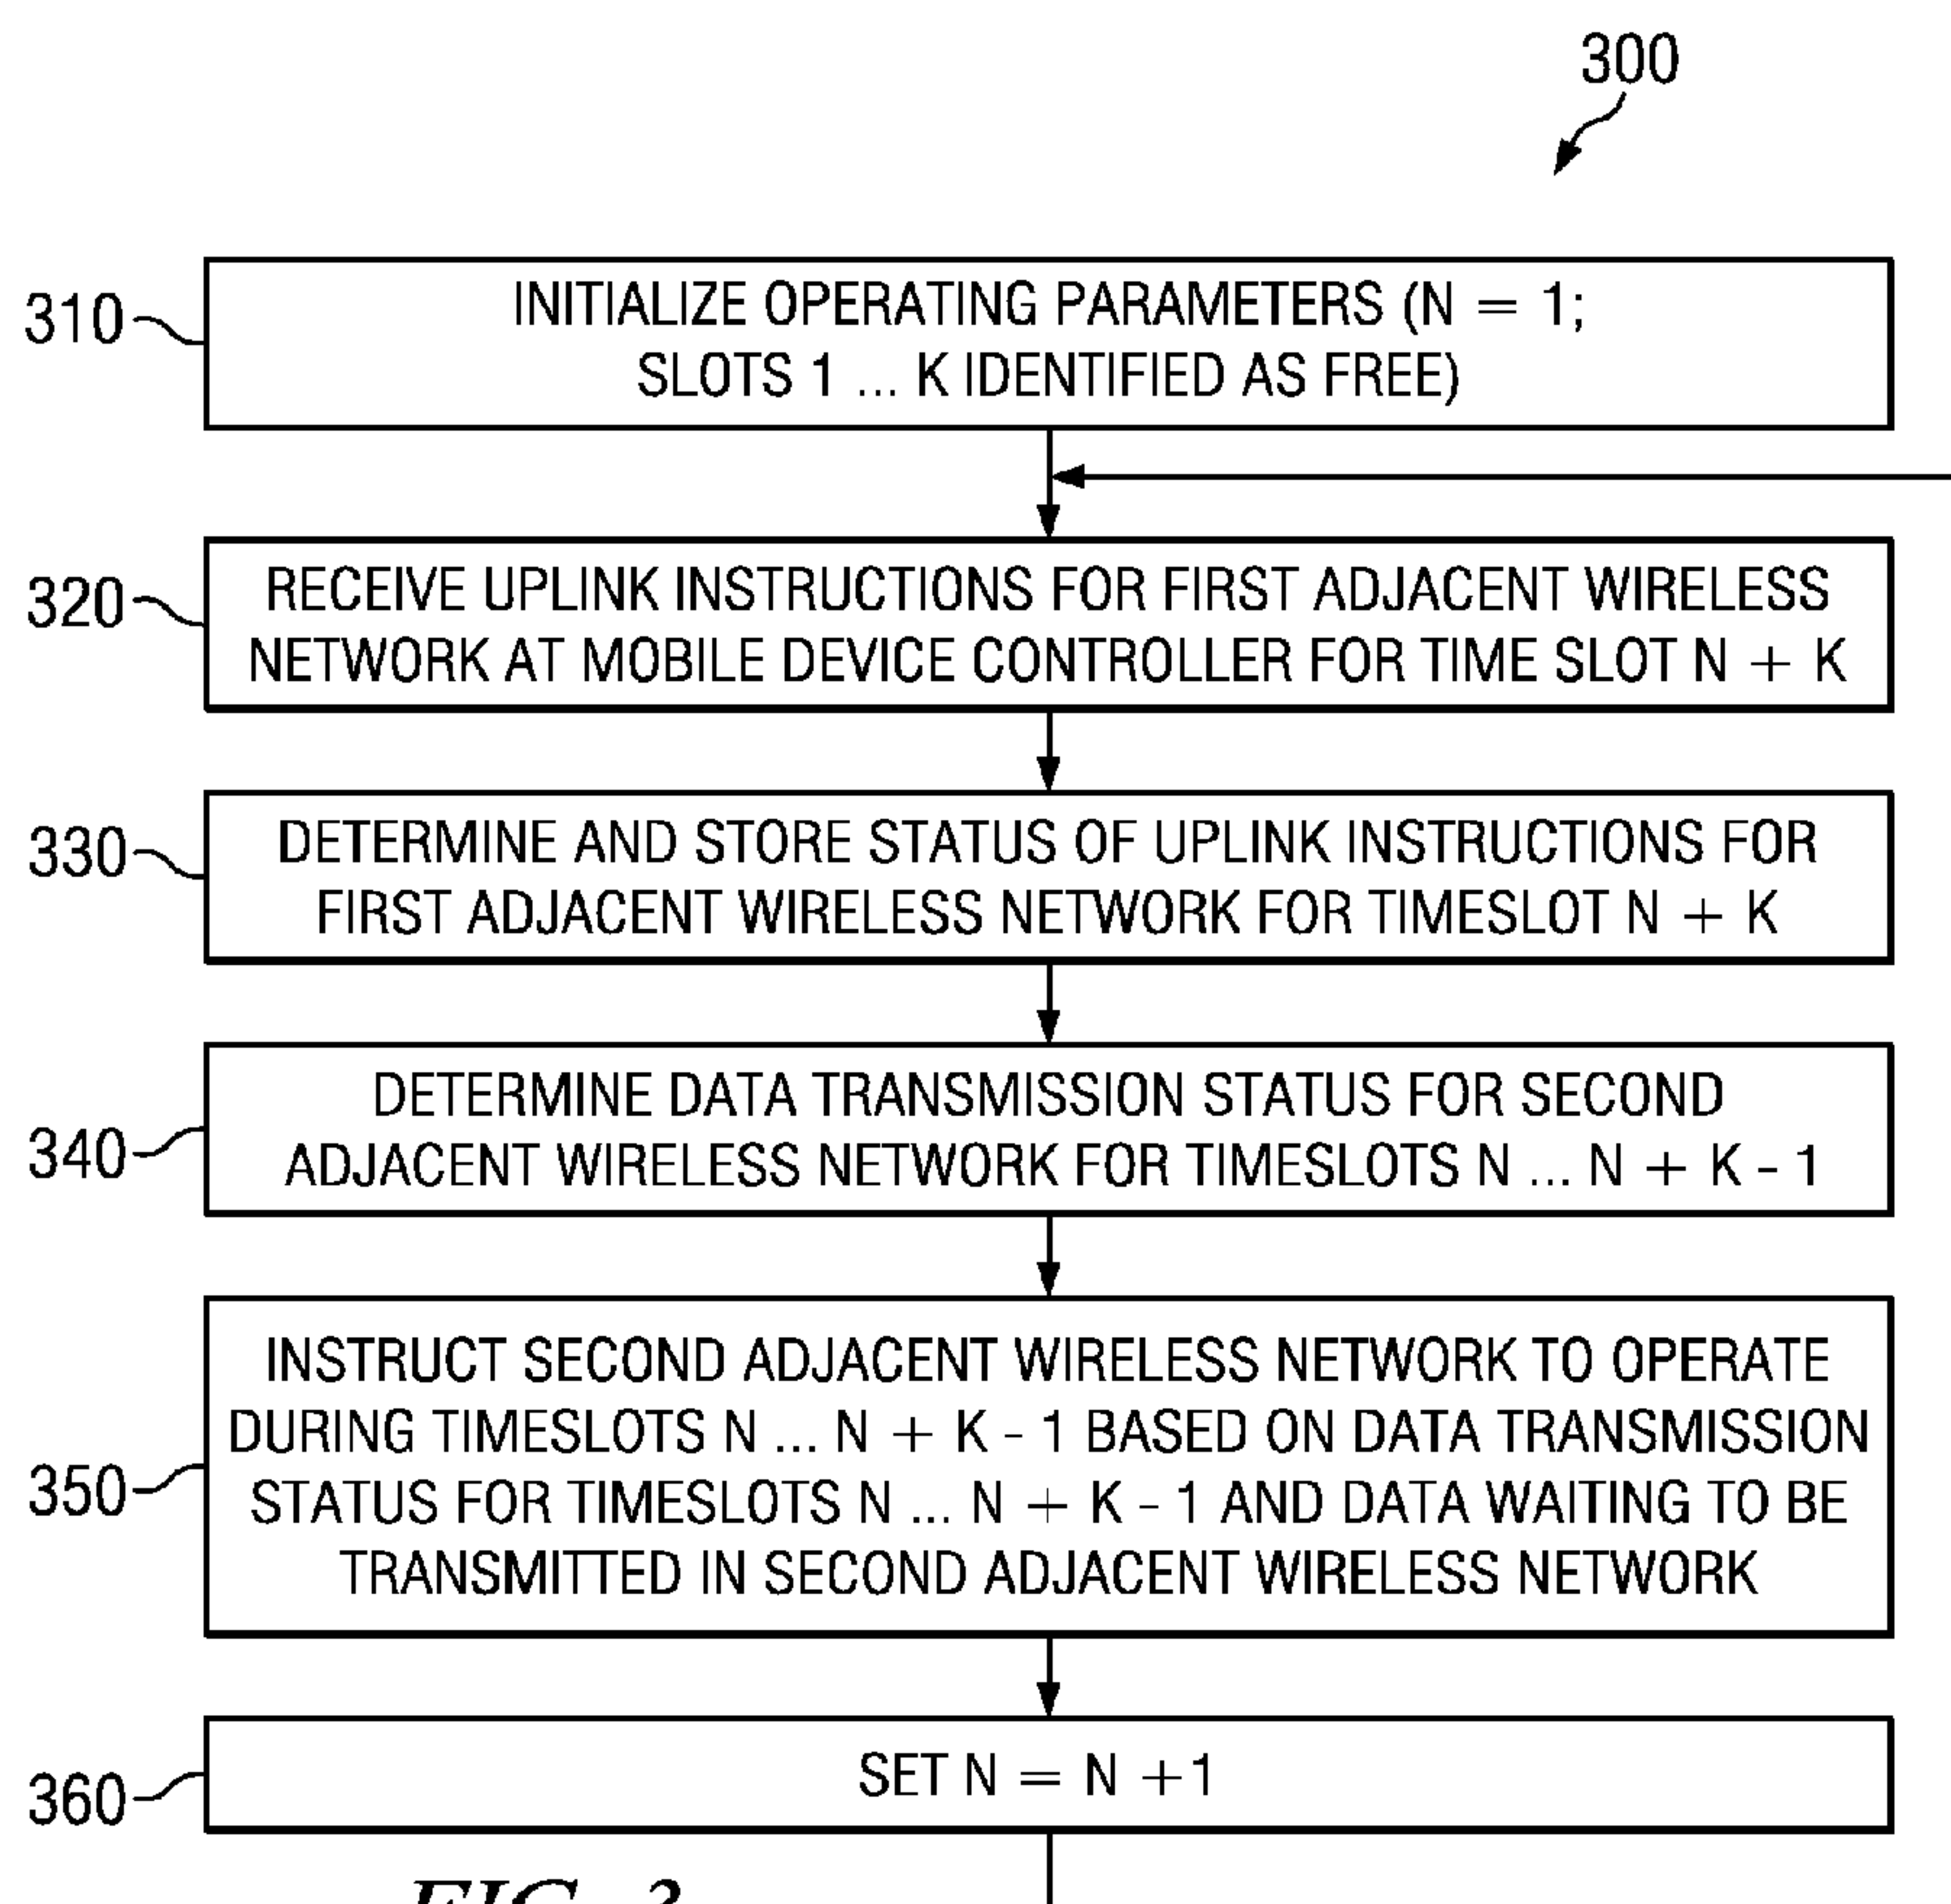 300
310
INITIALIZE OPERATING PARAMETERS (N = 1;
SLOTS 1 ... K IDENTIFIED AS FREE)
320
RECEIVE UPLINK INSTRUCTIONS FOR FIRST ADJACENT WIRELESS
NETWORK AT MOBILE DEVICE CONTROLLER FOR TIME SLOT N + K
330
DETERMINE AND STORE STATUS OF UPLINK INSTRUCTIONS FOR
FIRST ADJACENT WIRELESS NETWORK FOR TIMESLOT N + K
340
DETERMINE DATA TRANSMISSION STATUS FOR SECOND
ADJACENT WIRELESS NETWORK FOR TIMESLOTS N ... N + K - 1
350
INSTRUCT SECOND ADJACENT WIRELESS NETWORK TO OPERATE
DURING TIMESLOTS N ... N + K - 1 BASED ON DATA TRANSMISSION
STATUS FOR TIMESLOTS N ... N + K - 1 AND DATA WAITING TO BE
TRANSMITTED IN SECOND ADJACENT WIRELESS NETWORK
360
SET N = N +1
FIG. 3